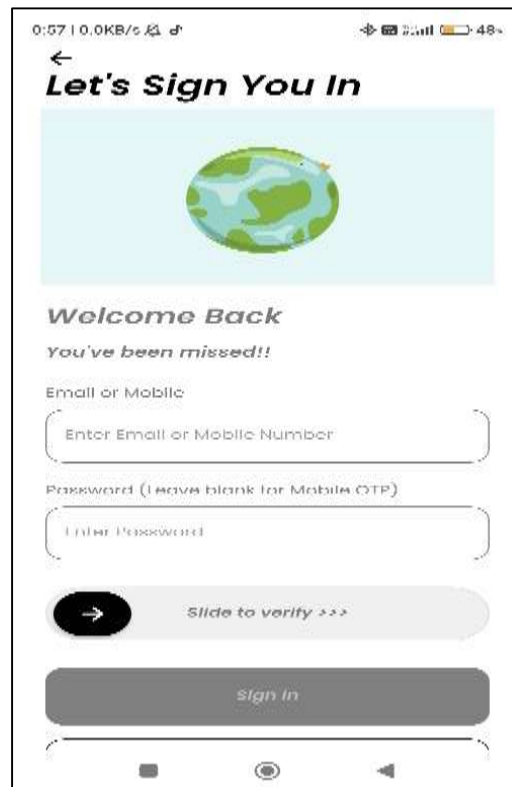 0:57 | 0.0KB/s
48%
Let's Sign You In
Welcome Back
You've been missed!!
Email or Mobile
Enter Email or Mobile Number
Password (Leave blank for Mobile OTP)
Enter Password
Slide to verify >>>
Sign in